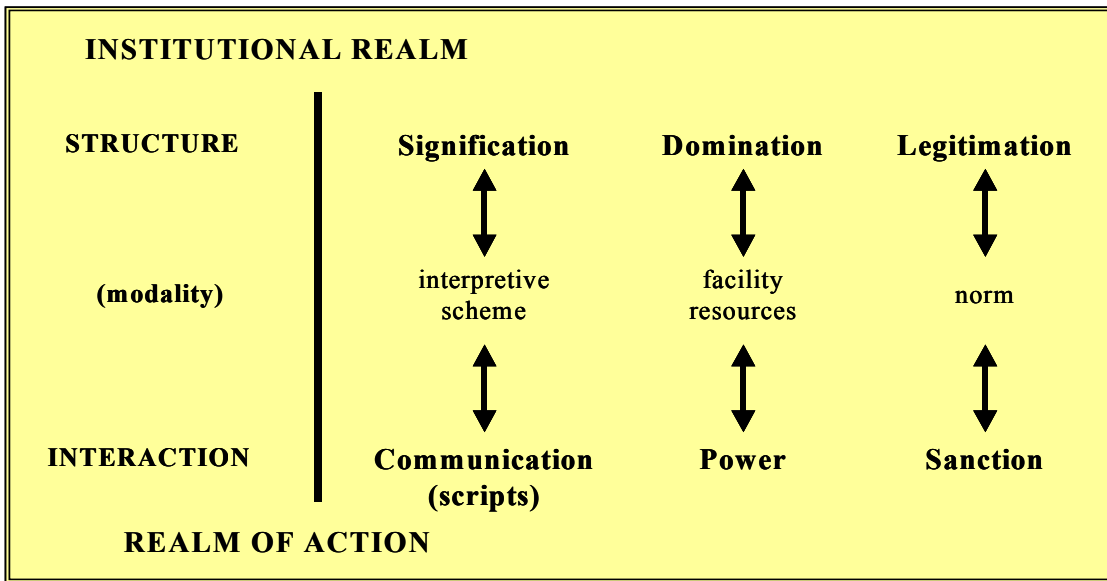 INSTITUTIONAL REALM
STRUCTURE Signification Domination Legitimation
(modality) interpretive scheme facility resources norm
INTERACTION Communication (scripts) Power Sanction
REALM OF ACTION